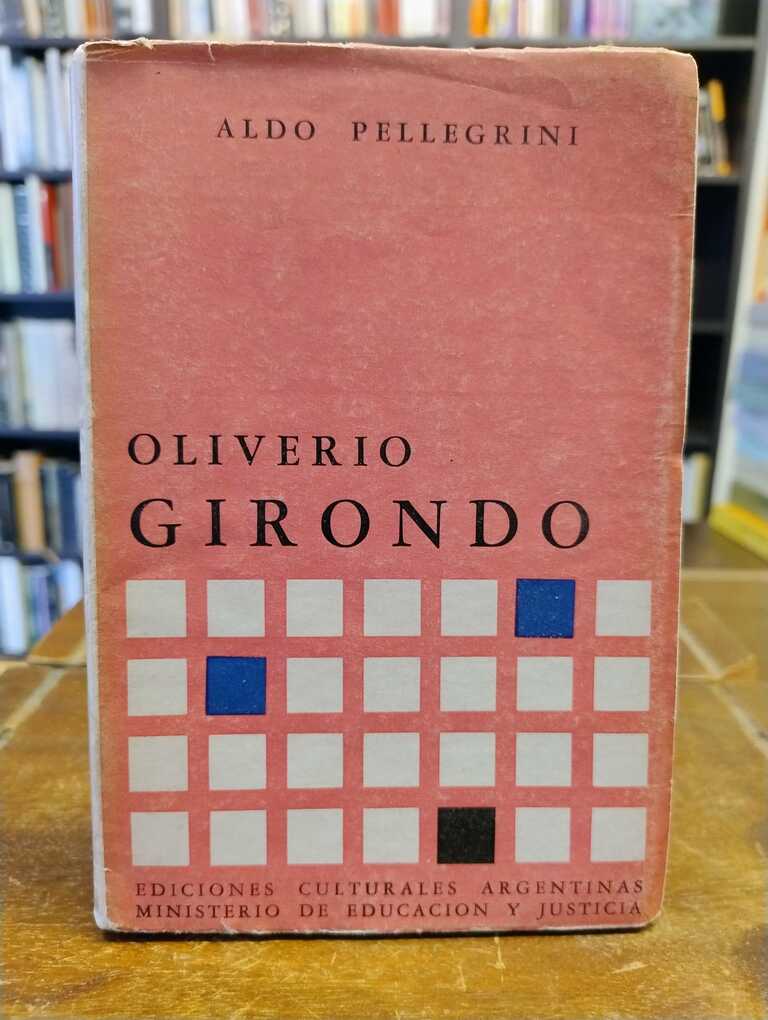 ALDO PELLEGRINI
OLIVERIO
GIRONDO
EDICIONES CULTURALES ARGENTINAS
MINISTERIO DE EDUCACION Y JUSTICIA